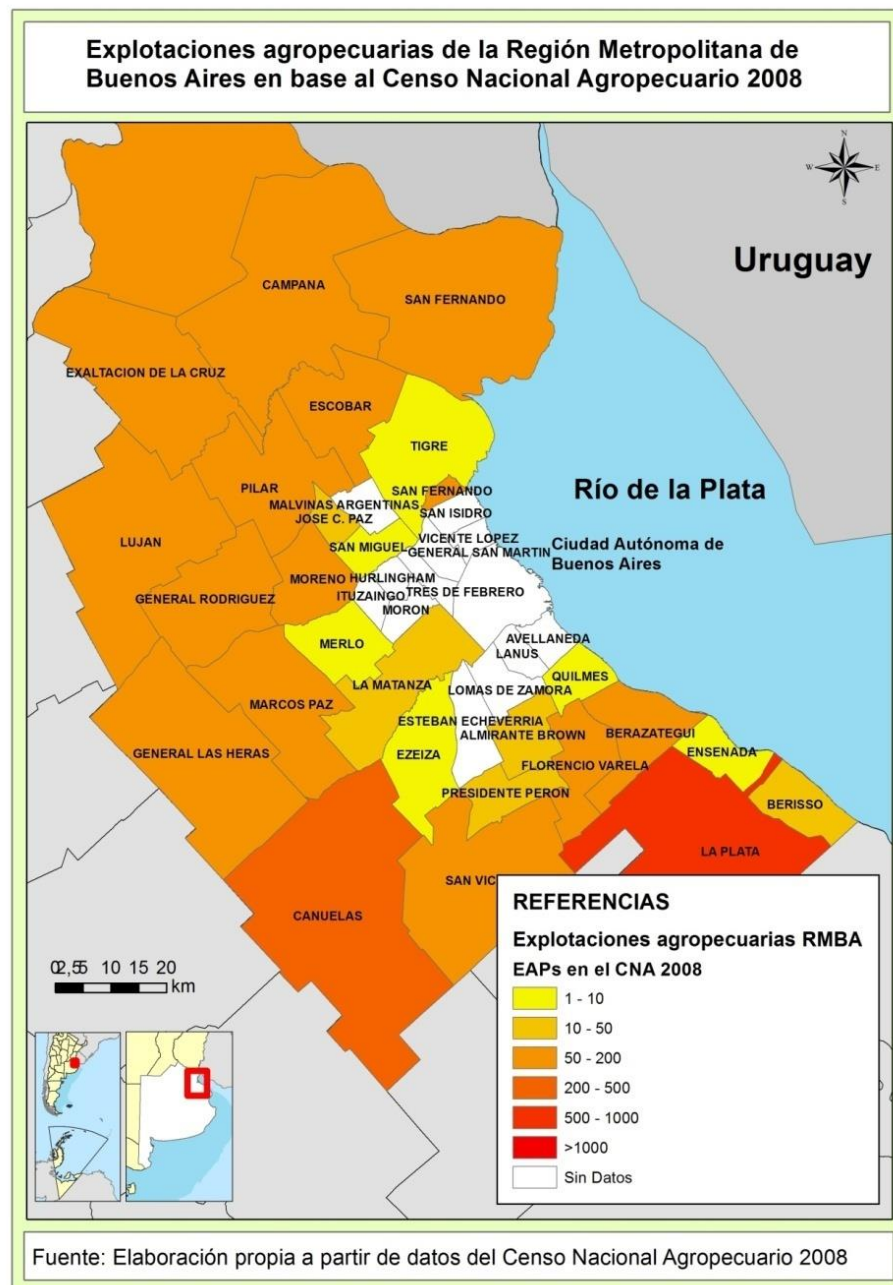 Explotaciones agropecuarias de la Región Metropolitana de
Buenos Aires en base al Censo Nacional Agropecuario 2008
N
W
E
S
Uruguay
CAMPANA
SAN FERNANDO
EXALTACION DE LA CRUZ
ESCOBAR
TIGRE
PILAR
SAN FERNANDO
MALVINAS ARGENTINAS
JOSE C. PAZ
SAN ISIDRO
Río de la Plata
LUJAN
SAN MIGUEL
VICENTE LOPEZ
GENERAL SAN MARTIN
Ciudad Autónoma de
Buenos Aires
MORENO
HURLINGHAM
GENERAL RODRIGUEZ
ITUZAINGO
TRES DE FEBRERO
MORON
MERLO
AVELLANEDA
LANUS
QUILMES
LA MATANZA
LOMAS DE ZAMORA
MARCOS PAZ
ESTEBAN ECHEVERRIA
ALMIRANTE BROWN
BERAZATEGUI
GENERAL LAS HERAS
EZEIZA
FLORENCIO VARELA
ENSENADA
PRESIDENTE PERON
BERISSO
LA PLATA
SAN VIC
CANUELAS
REFERENCIAS
Explotaciones agropecuarias RMBA
EAPs en el CNA 2008
1 - 10
10 - 50
50 - 200
200 - 500
500 - 1000
>1000
Sin Datos
0 2,5 5 10 15 20
km
Fuente: Elaboración propia a partir de datos del Censo Nacional Agropecuario 2008